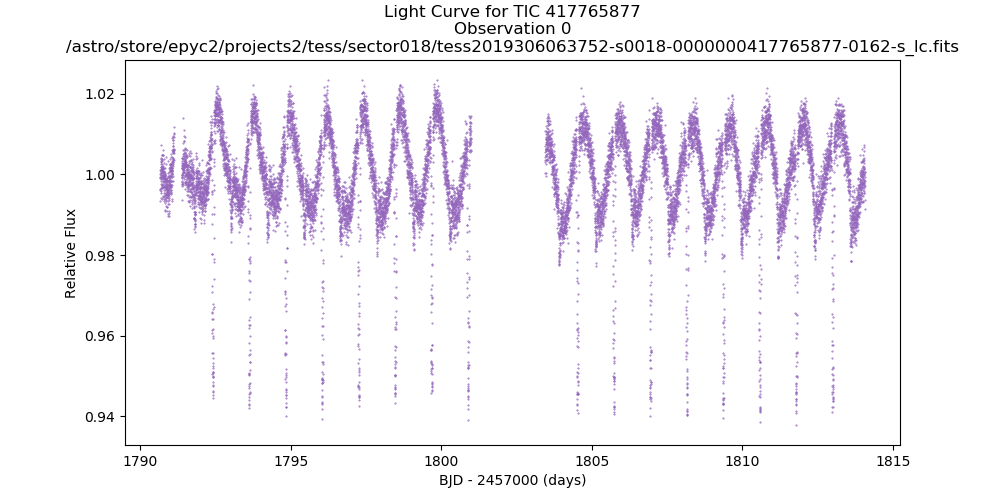 Light Curve for TIC 417765877
Observation 0
/astro/store/epyc2/projects2/tess/sector018/tess2019306063752-s0018-0000000417765877-0162-s_lc.fits
1.02
1.00
0.98
0.96
0.94
Relative Flux
1790
1795
1800
1805
1810
1815
BJD - 2457000 (days)